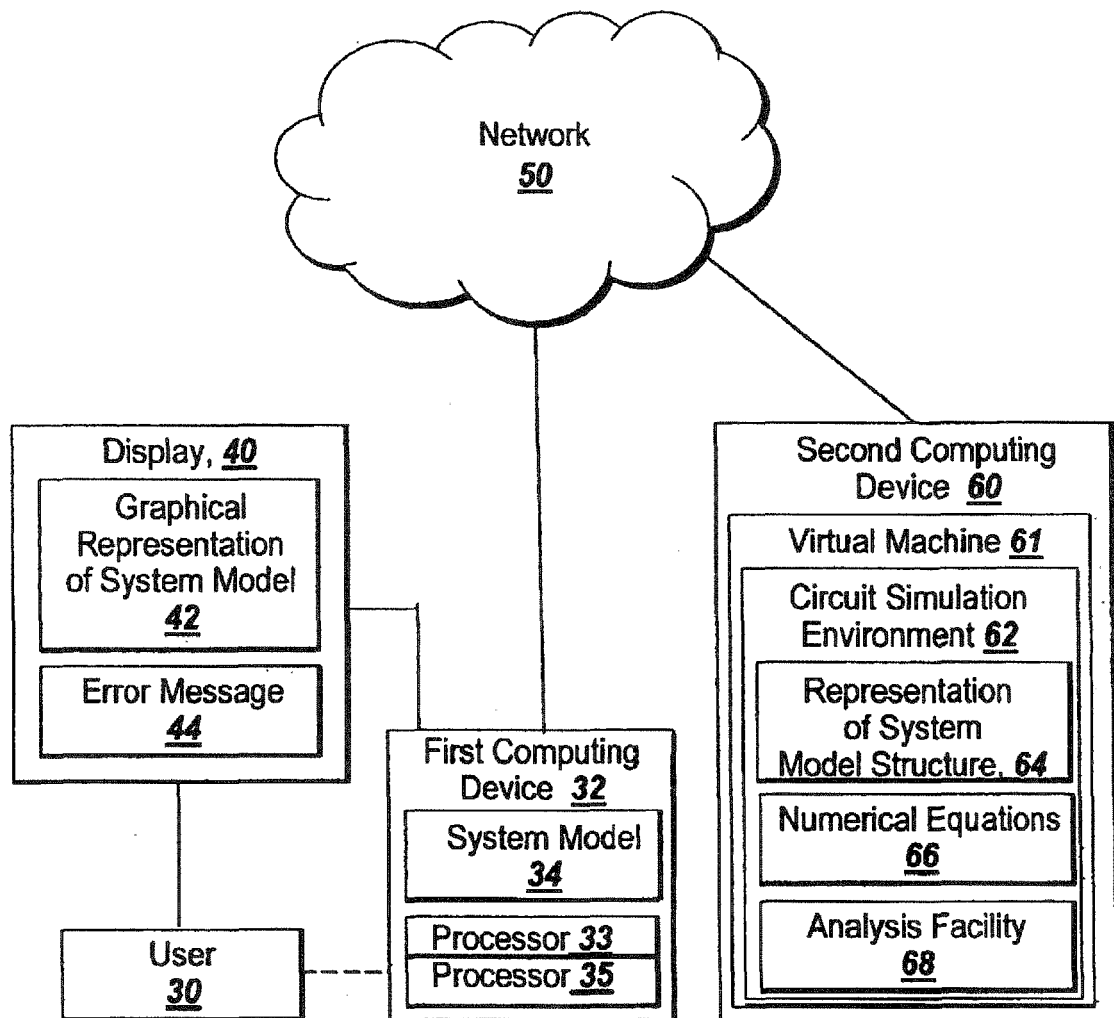 Network
50
Display, 40
Graphical
Representation
of System Model
42
Error Message
44
User
30
First Computing
Device 32
System Model
34
Processor 33
Processor 35
Second Computing
Device 60
Virtual Machine 61
Circuit Simulation
Environment 62
Representation
of System
Model Structure, 64
Numerical Equations
66
Analysis Facility
68